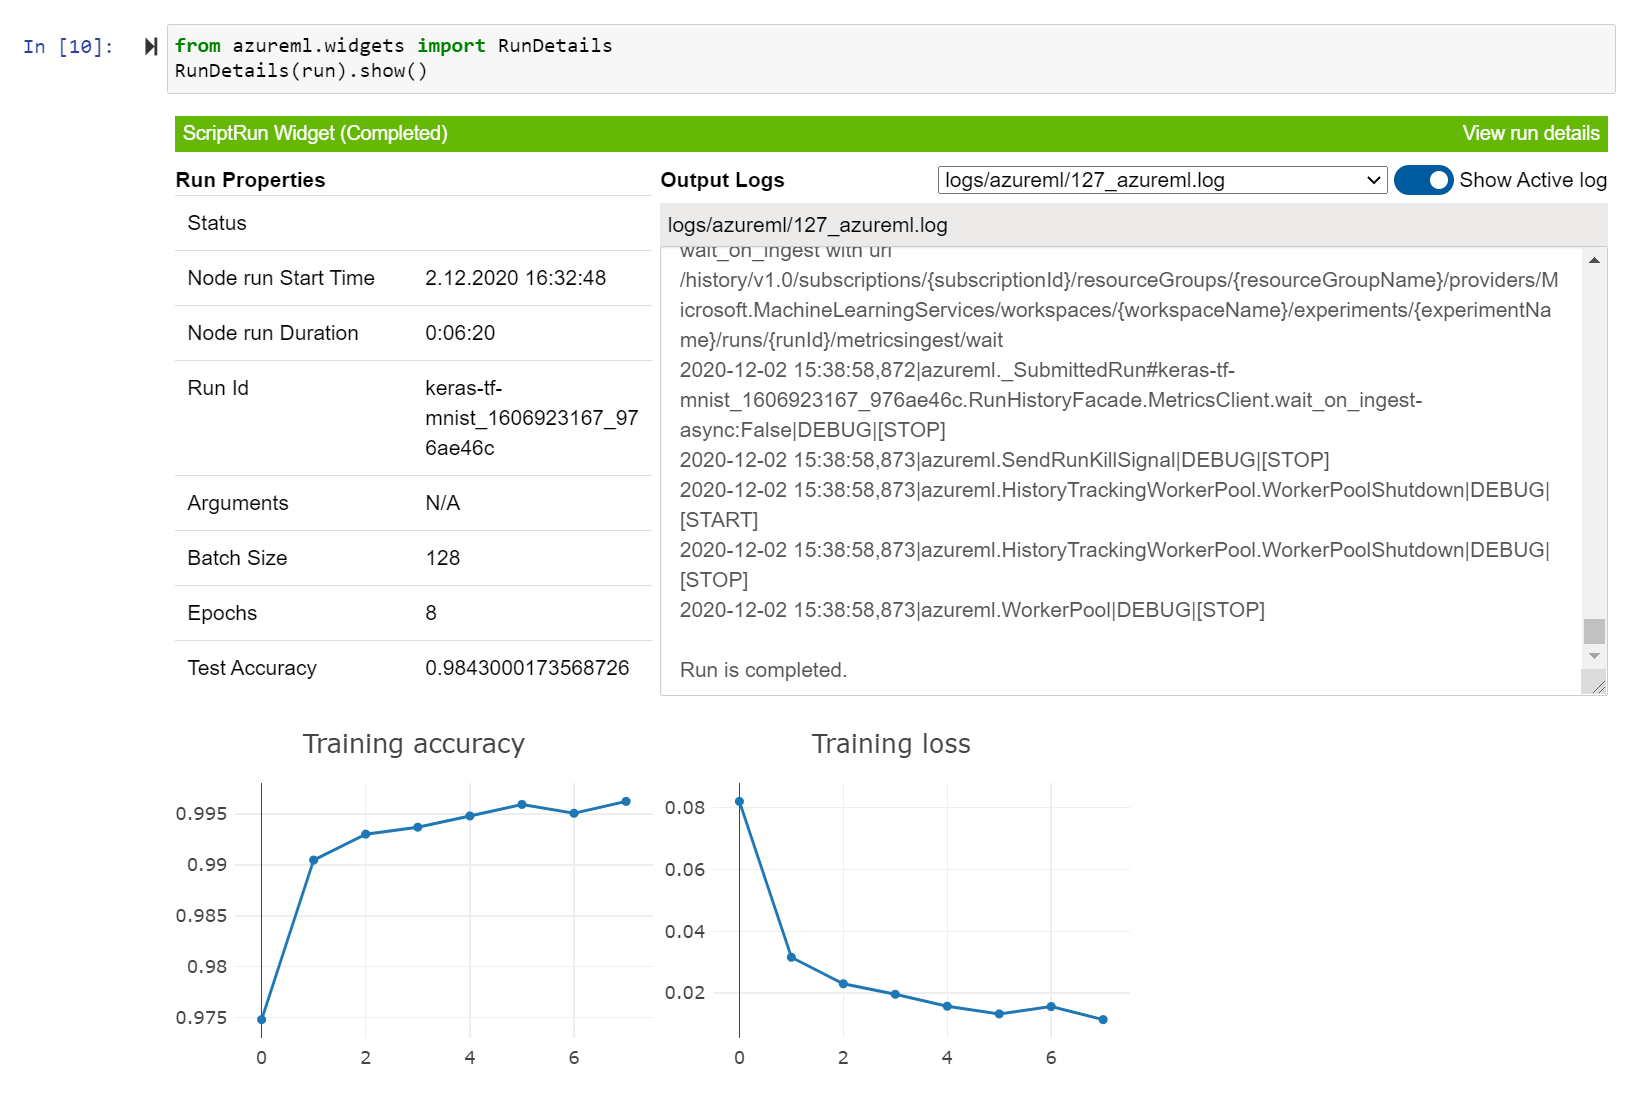 In [10]:
from azureml.widgets import RunDetails
RunDetails(run).show()
ScriptRun Widget (Completed)
View run details
Run Properties
Status
Node run Start Time 2.12.2020 16:32:48
Node run Duration 0:06:20
Run Id keras-tf-
mnist_1606923167_97
6ae46c
Arguments N/A
Batch Size 128
Epochs 8
Test Accuracy 0.9843000173568726
Output Logs
logs/azureml/127_azureml.log
Show Active log
logs/azureml/127_azureml.log
wait_on_ingest with url
/history/v1.0/subscriptions/{subscriptionId}/resourceGroups/{resourceGroupName}/providers/M
icrosoft.MachineLearningServices/workspaces/{workspaceName}/experiments/{experimentNa
me}/runs/{runId}/metricsingest/wait
2020-12-02 15:38:58,872|azureml._SubmittedRun#keras-tf-
mnist_1606923167_976ae46c.RunHistoryFacade.MetricsClient.wait_on_ingest-
async:False|DEBUG|[STOP]
2020-12-02 15:38:58,873|azureml.SendRunKillSignal|DEBUG|[STOP]
2020-12-02 15:38:58,873|azureml.HistoryTrackingWorkerPool.WorkerPoolShutdown|DEBUG|
[START]
2020-12-02 15:38:58,873|azureml.HistoryTrackingWorkerPool.WorkerPoolShutdown|DEBUG|
[STOP]
2020-12-02 15:38:58,873|azureml.WorkerPool|DEBUG|[STOP]
Run is completed.
Training accuracy
0.995
0.99
0.985
0.98
0.975
0 2 4 6
Training loss
0.08
0.06
0.04
0.02
0 2 4 6